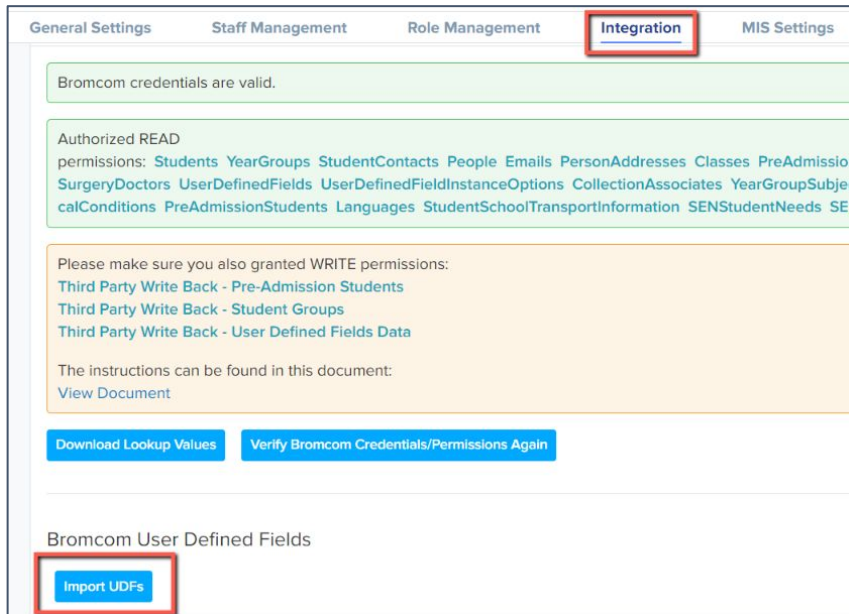 General Settings Staff Management Role Management Integration MIS Settings
Bromcom credentials are valid.
Authorized READ
permissions: Students YearGroups StudentContacts People Emails PersonAddresses Classes
SurgeryDoctors UserDefinedFields UserDefinedFieldInstanceOptions CollectionAssociates
PreAdmissionStudents Languages StudentSchoolTransportInformation SENStudentNeeds
Please make sure you also granted WRITE permissions:
Third Party Write Back - Pre-Admission Students
Third Party Write Back - Student Groups
Third Party Write Back - User Defined Fields Data
The instructions can be found in this document:
View Document
Download Lookup Values Verify Bromcom Credentials/Permissions Again
Bromcom User Defined Fields
Import UDFs